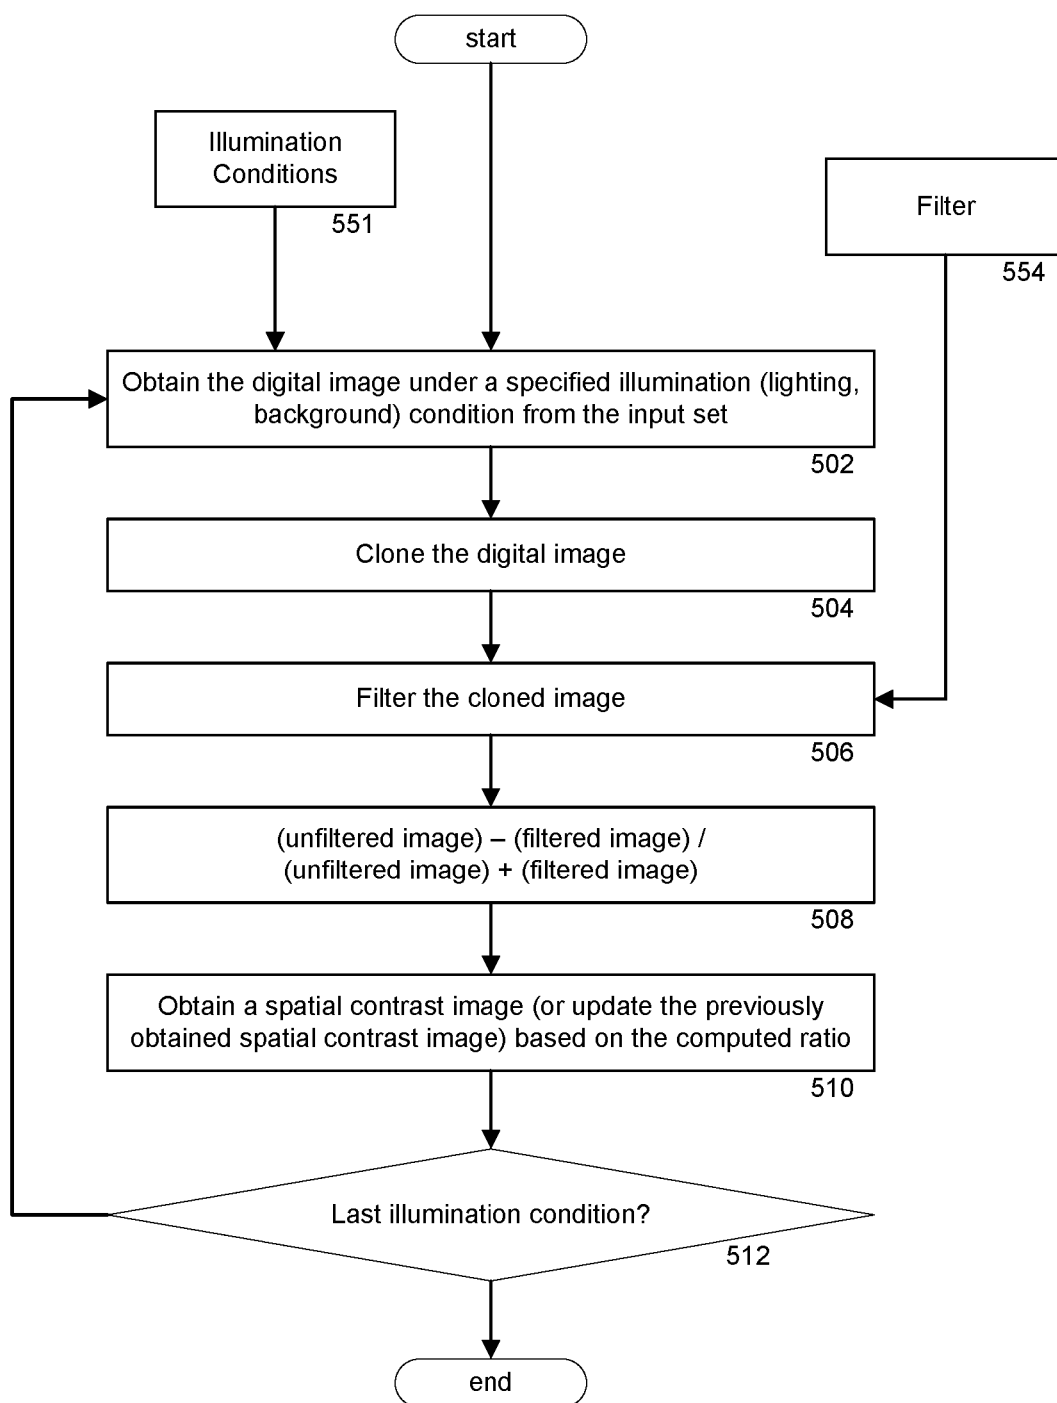 start
Illumination
Conditions
551
Filter
554
Obtain the digital image under a specified illumination (lighting,
background) condition from the input set
502
Clone the digital image
504
Filter the cloned image
506
(unfiltered image) – (filtered image) /
(unfiltered image) + (filtered image)
508
Obtain a spatial contrast image (or update the previously
obtained spatial contrast image) based on the computed ratio
510
Last illumination condition?
512
end